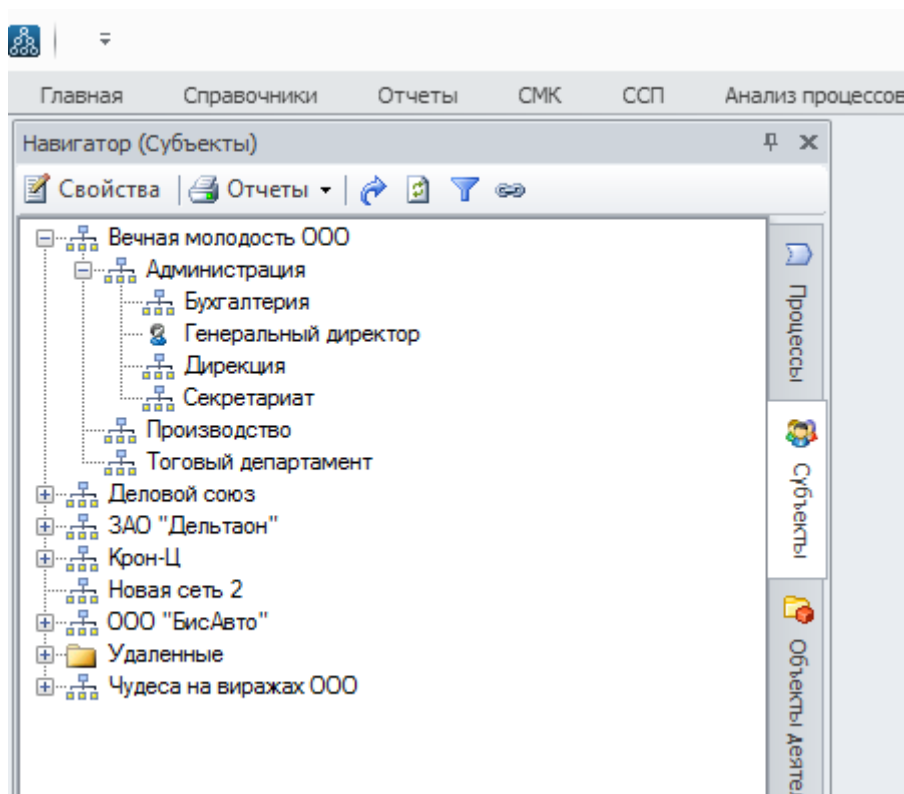 Главная Справочники Отчеты СМК ССП Анализ процессов
Навигатор (Субъекты)
Свойства Отчеты
Вечная молодость ООО
Администрация
Бухгалтерия
Генеральный директор
Дирекция
Секретариат
Производство
Тоговый департамент
Деловой союз
ЗАО "Дельтаон"
Крон-Ц
Новая сеть 2
ООО "БисАвто"
Удаленные
Чудеса на виражах ООО
Процессы
Субъекты
Объекты деяте